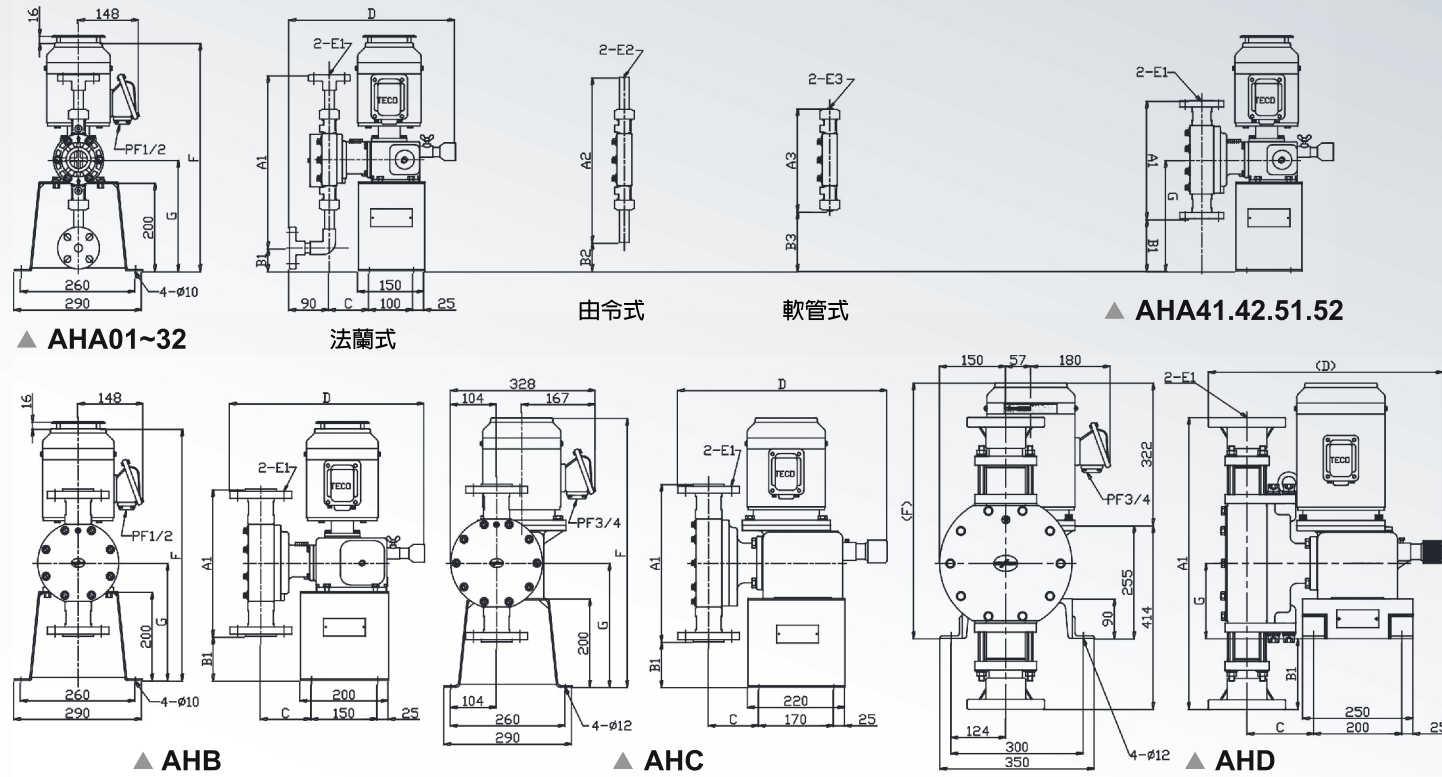 16
148
PF1/2
F
G
200
260
290
4-Ø10
▲ AHA01~32
D
2-E1
TECO
A1
B1
150
90
C
100
25
法蘭式
2-E2
A2
B2
由令式
2-E3
A3
B3
軟管式
2-E1
TECO
A1
G
B1
▲ AHA41.42.51.52
16
148
PF1/2
F
G
200
260
290
4-Ø10
D
2-E1
TECO
A1
B1
200
C
150
25
▲ AHB
328
104
167
PF3/4
F
G
200
104
260
290
4-Ø12
D
2-E1
TECO
A1
B1
220
C
170
25
▲ AHC
150
57
180
(F)
322
PF3/4
255
90
414
124
300
350
4-Ø12
(D)
2-E1
TECO
A1
G
B1
250
C
200
25
▲ AHD